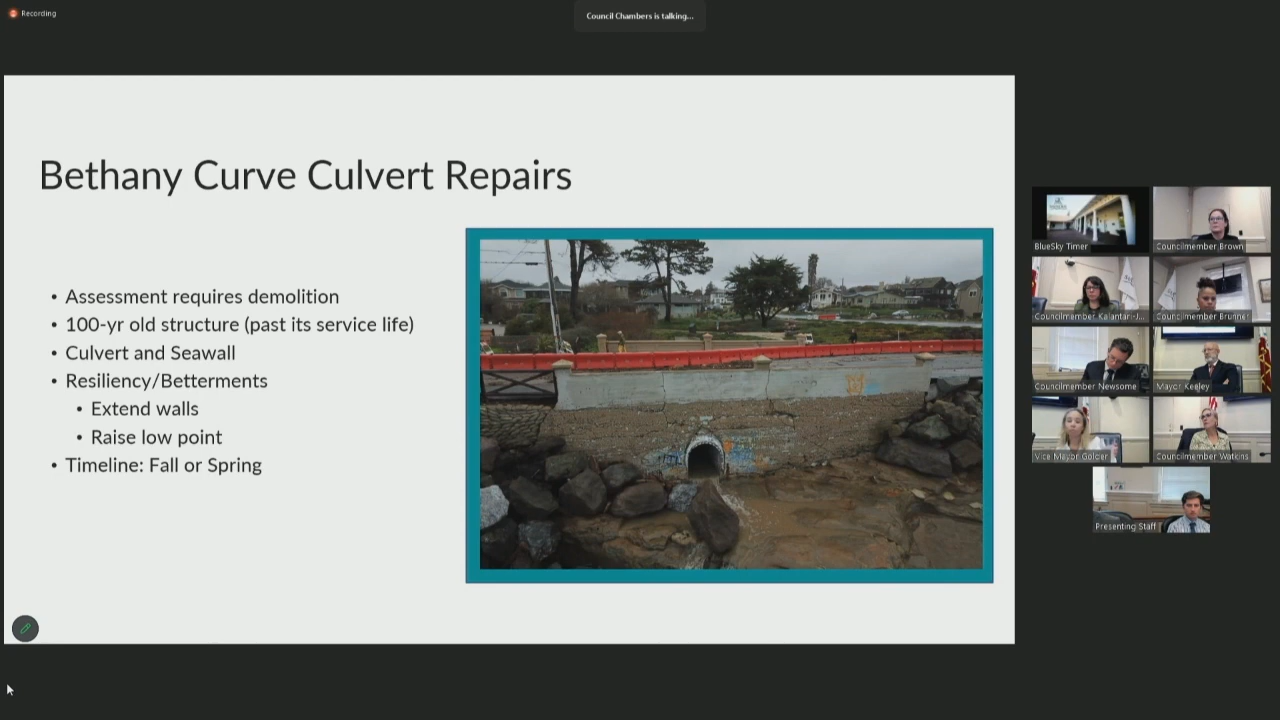 Recording
Council Chambers is talking...
Bethany Curve Culvert Repairs
• Assessment requires demolition
• 100-yr old structure (past its service life)
• Culvert and Seawall
• Resiliency/Betterments
• Extend walls
• Raise low point
• Timeline: Fall or Spring
BlueSky Timer
Councilmember Brown
Councilmember Kalantari-J...
Councilmember Brunner
Councilmember Newsome
Mayor Keeley
Vice Mayor Golder
Councilmember Watkins
Presenting Staff